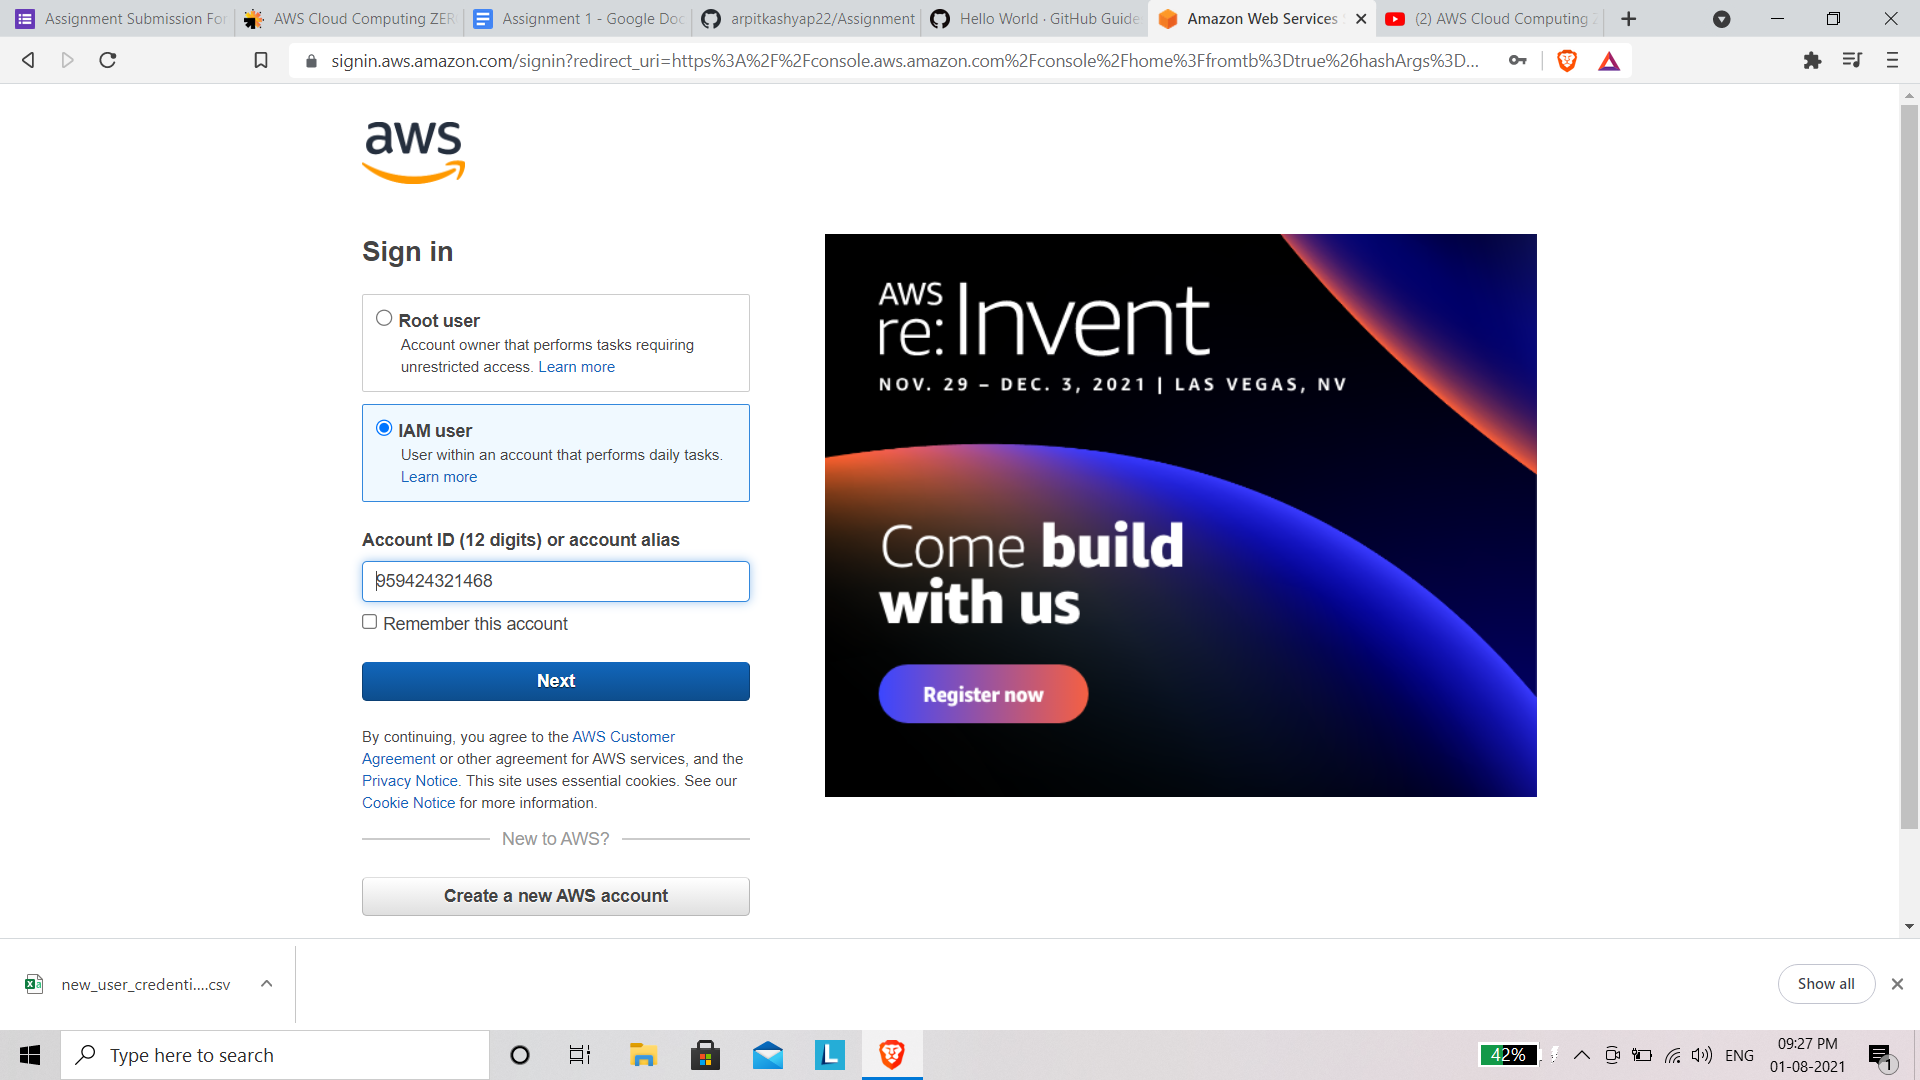 Assignment Submission For
AWS Cloud Computing ZER
Assignment 1 - Google Doc
arpitkashyap22/Assignment
Hello World · GitHub Guide
Amazon Web Services
(2) AWS Cloud Computing Z
signin.aws.amazon.com/signin?redirect_uri=https%3A%2F%2Fconsole.aws.amazon.com%2Fconsole%2Fhome%3Ffromtb%3Dtrue%26hashArgs%3D...
aws
Sign in
Root user
Account owner that performs tasks requiring
unrestricted access. Learn more
IAM user
User within an account that performs daily tasks.
Learn more
Account ID (12 digits) or account alias
959424321468
Remember this account
Next
By continuing, you agree to the AWS Customer
Agreement or other agreement for AWS services, and the
Privacy Notice. This site uses essential cookies. See our
Cookie Notice for more information.
New to AWS?
Create a new AWS account
AWS
re:Invent
NOV. 29 – DEC. 3, 2021 | LAS VEGAS, NV
Come build
with us
Register now
new_user_credenti....csv
Show all
Type here to search
L
42%
ENG
09:27 PM
01-08-2021
1